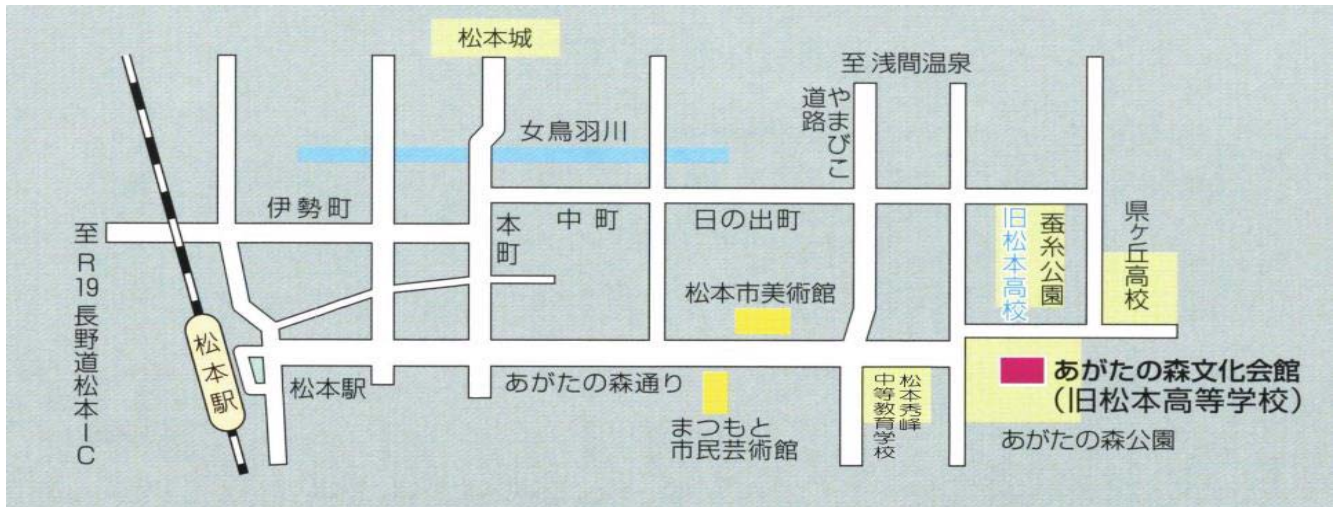 松本城
至 浅間温泉
やまびこ
道路
女鳥羽川
伊勢町
中町
日の出町
本町
至R19長野道松本IC
松本駅
松本駅
松本市美術館
旧松本高校
蚕糸公園
県ヶ丘高校
あがたの森通り
まつもと
市民芸術館
松本秀峰
中等教育学校
あがたの森文化会館
(旧松本高等学校)
あがたの森公園